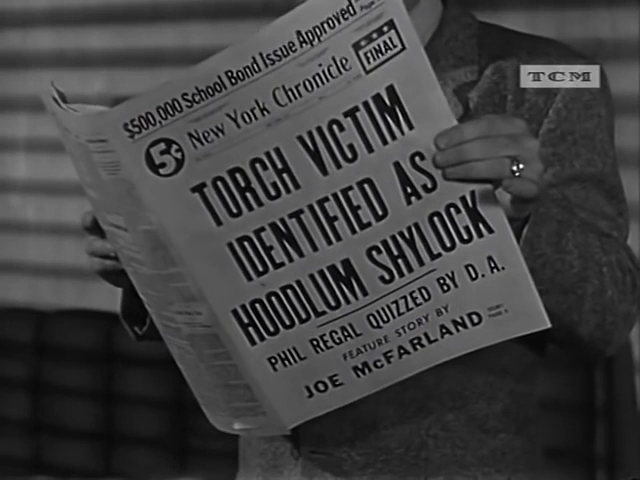 $500,000 School Bond Issue Approved Page
New York Chronicle
FINAL
5¢
TORCH VICTIM
IDENTIFIED AS
HOODLUM SHYLOCK
PHIL REGAL QUIZZED BY D. A.
FEATURE STORY BY
JOE McFARLAND
TCM